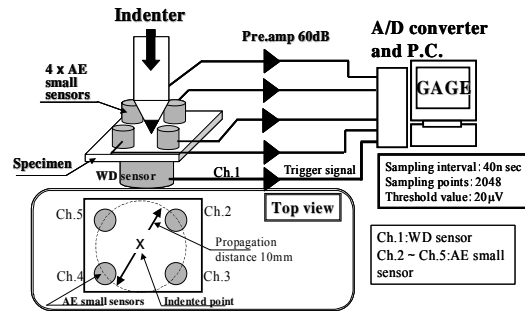 Indenter
Pre.amp 60dB
A/D converter
and P.C.
4 x AE
small
sensors
GAGE
Specimen
WD sensor
Ch.1
Trigger signal
Sampling interval: 40n sec
Sampling points: 2048
Threshold value: 20μV
Top view
Ch.5
Ch.2
Propagation
distance 10mm
X
Ch.4
Ch.3
AE small sensors
Indented point
Ch.1:WD sensor
Ch.2 ~ Ch.5:AE small
sensor